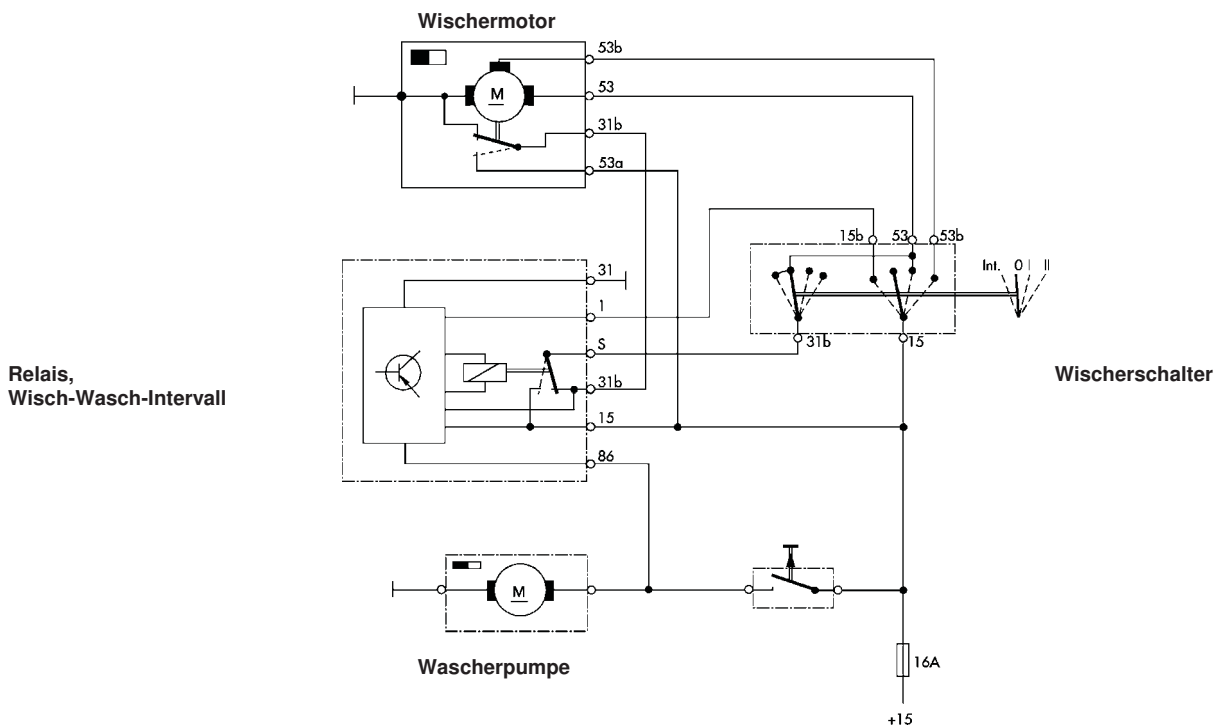 Wischermotor
53b
M
53
31b
53a
15b
53
53b
Int.
0
I
II
31
1
S
31b
15
86
31b
15
Relais,
Wisch-Wasch-Intervall
Wischerschalter
M
Wascherpumpe
16A
+15